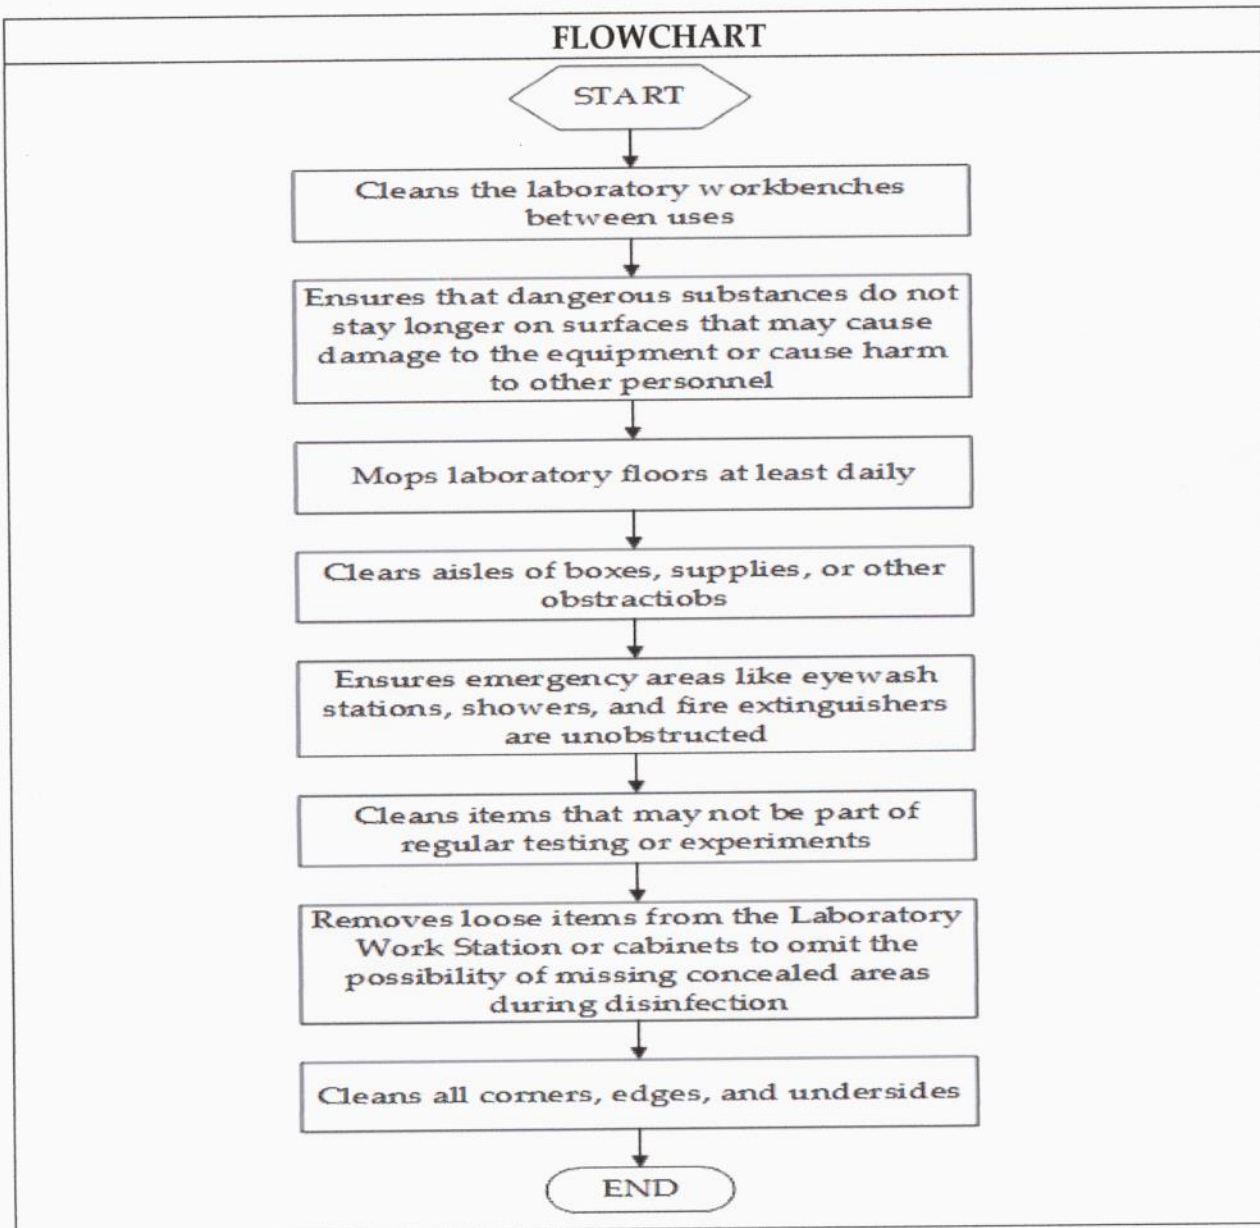 FLOWCHART
START
Cleans the laboratory workbenches
between uses
Ensures that dangerous substances do not
stay longer on surfaces that may cause
damage to the equipment or cause harm
to other personnel
Mops laboratory floors at least daily
Clears aisles of boxes, supplies, or other
obstractiobs
Ensures emergency areas like eyewash
stations, showers, and fire extinguishers
are unobstructed
Cleans items that may not be part of
regular testing or experiments
Removes loose items from the Laboratory
Work Station or cabinets to omit the
possibility of missing concealed areas
during disinfection
Cleans all corners, edges, and undersides
END